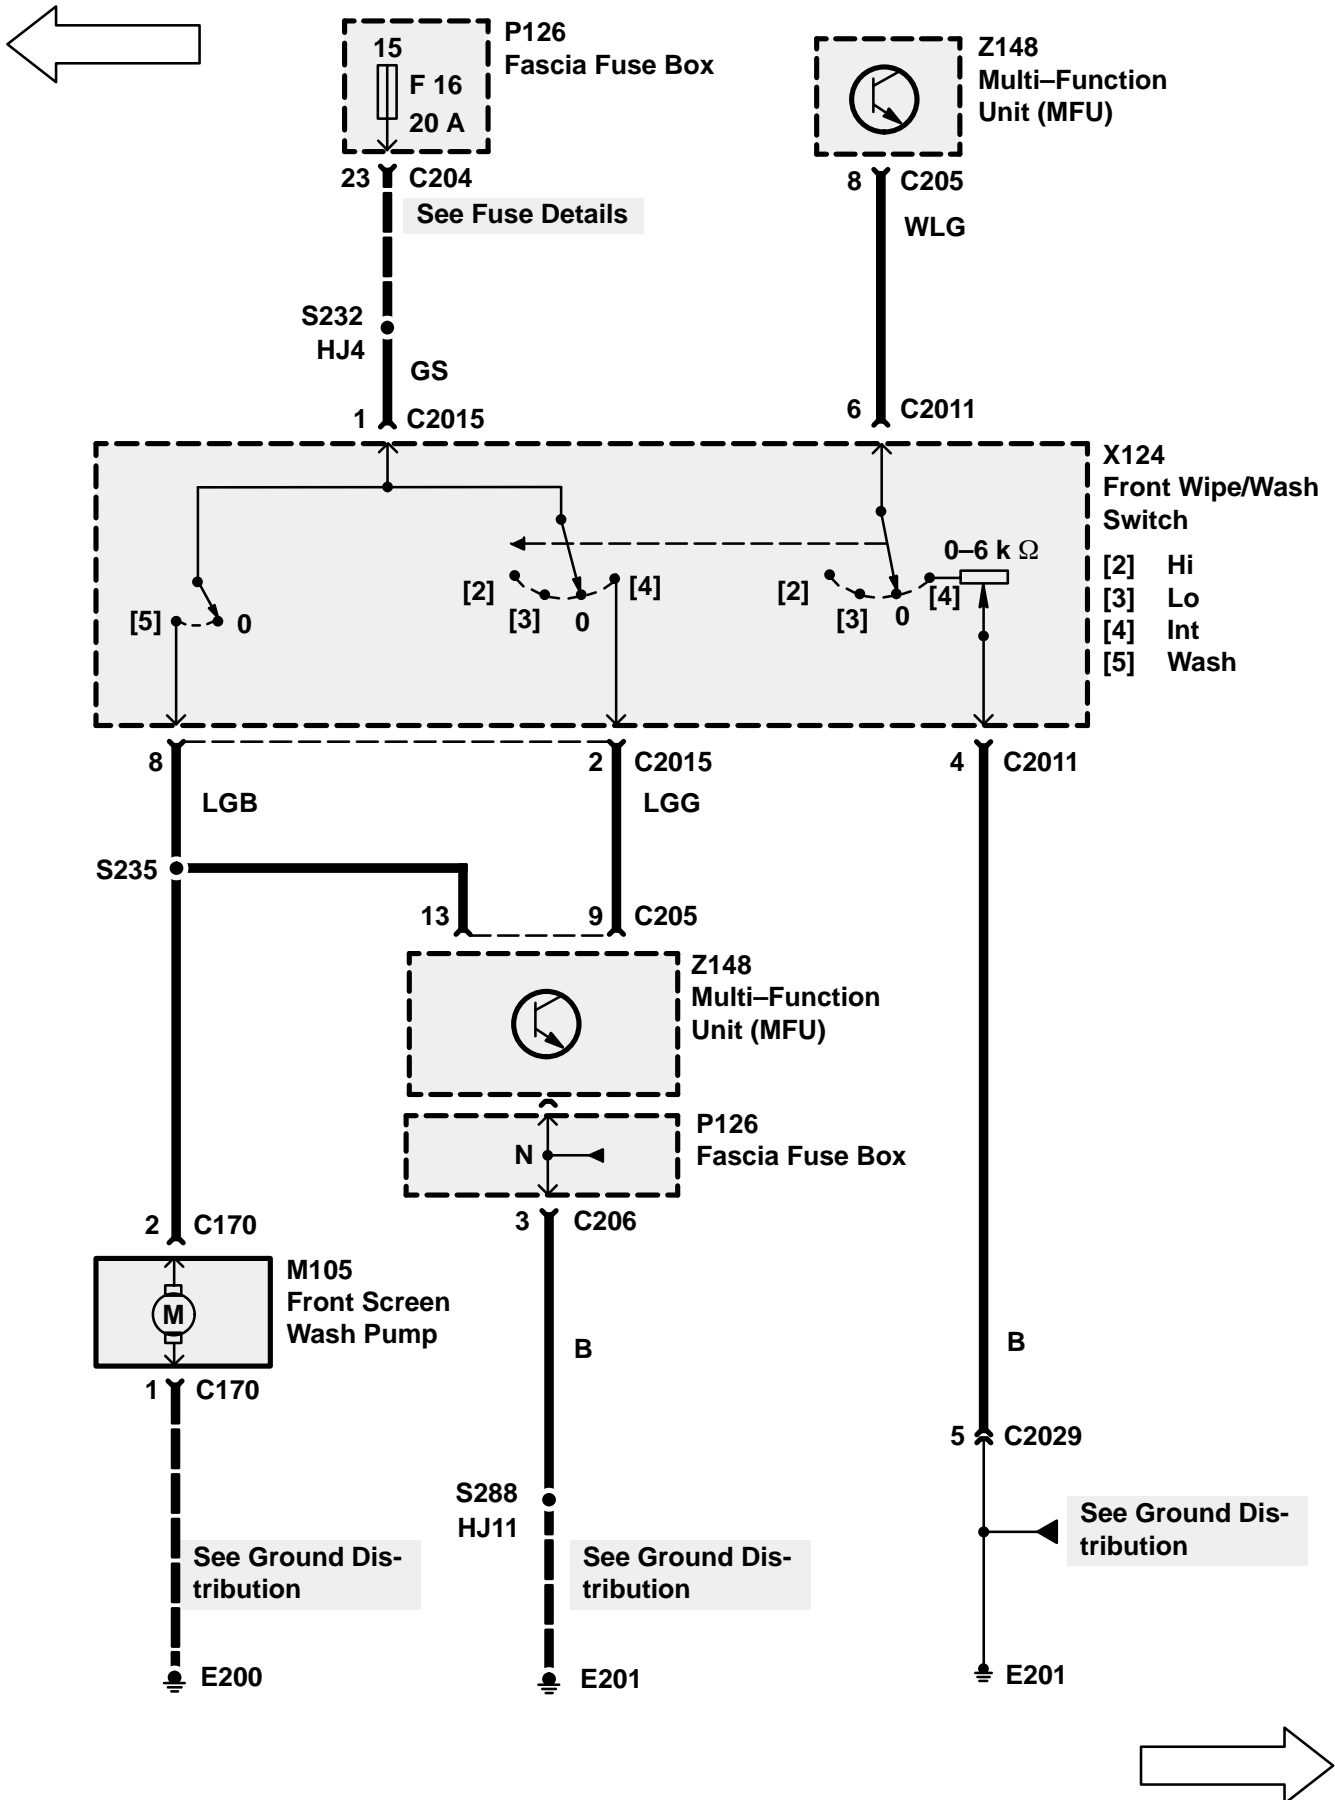 P126
Fascia Fuse Box
15
F 16
20 A
Z148
Multi–Function
Unit (MFU)
23 C204
See Fuse Details
8 C205
WLG
S232
HJ4
GS
1 C2015
6 C2011
X124
Front Wipe/Wash
Switch
[2] Hi
[3] Lo
[4] Int
[5] Wash
0–6 k Ω
[5] 0
[2] [3] 0 [4]
[2] [3] 0 [4]
8
2 C2015
4 C2011
LGB
LGG
S235
13
9 C205
Z148
Multi–Function
Unit (MFU)
P126
Fascia Fuse Box
N
2 C170
3 C206
M105
Front Screen
Wash Pump
M
B
B
1 C170
5 C2029
S288
HJ11
See Ground Dis-
tribution
See Ground Dis-
tribution
See Ground Dis-
tribution
E200
E201
E201